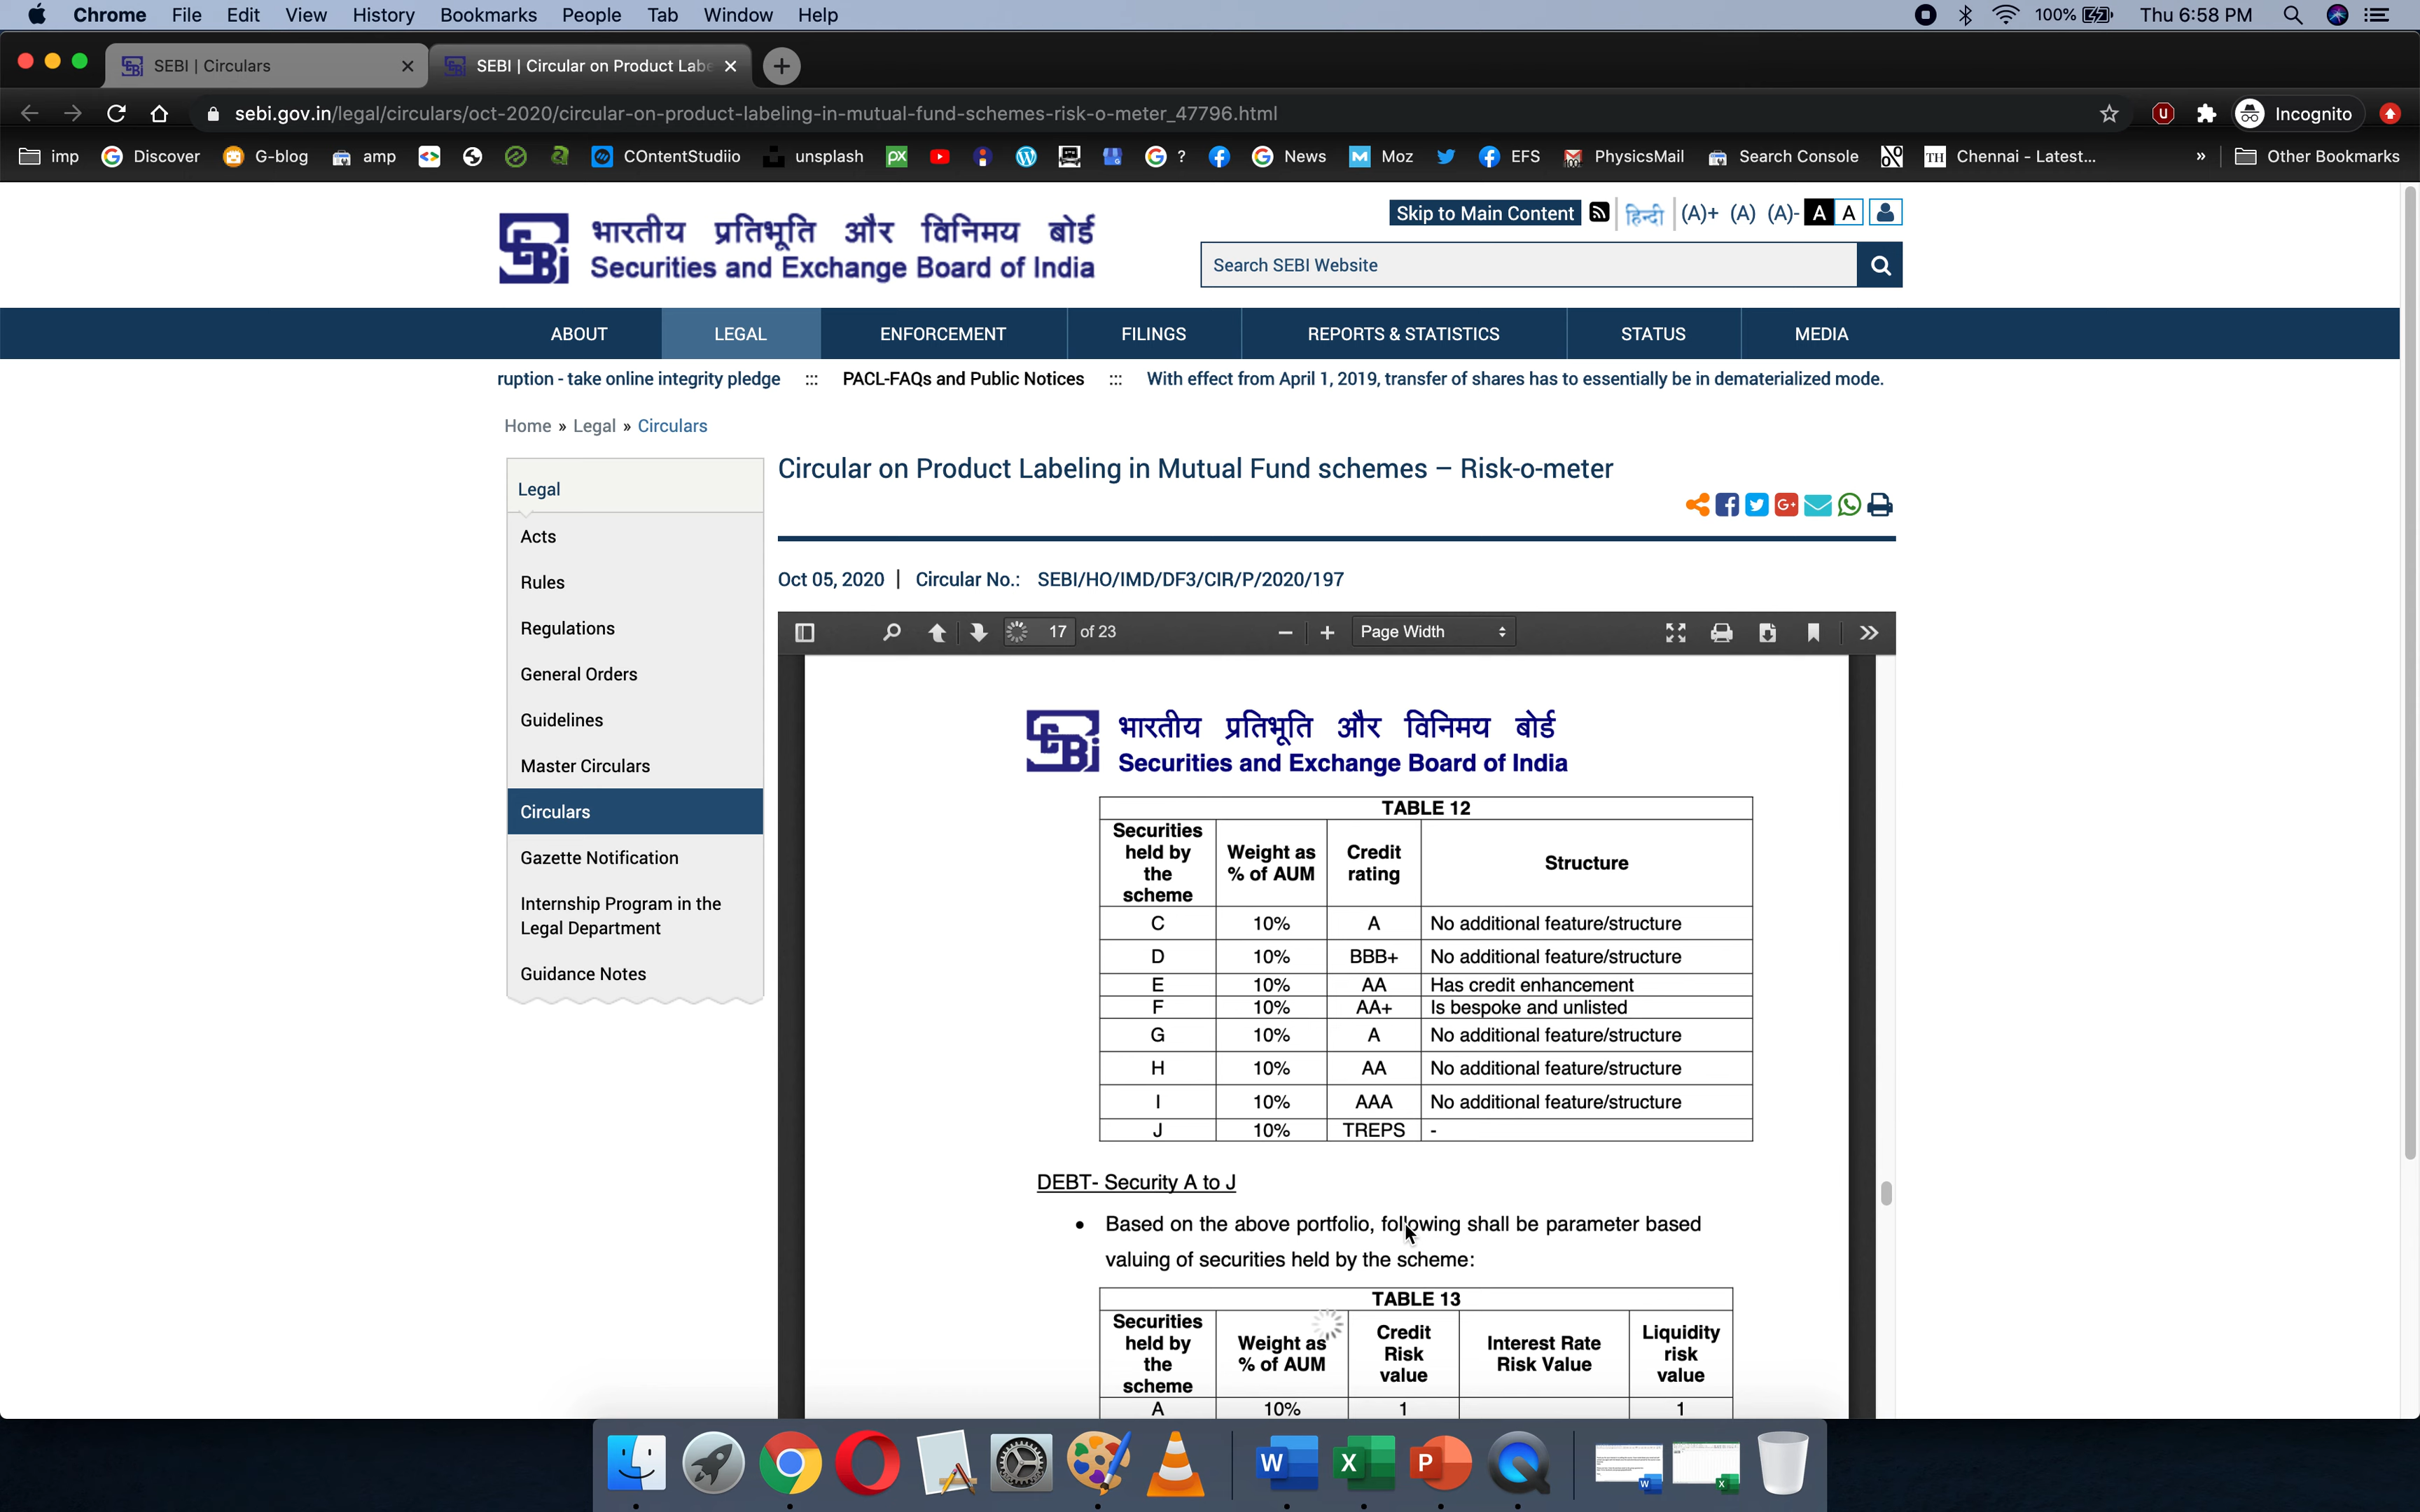 Chrome File Edit View History Bookmarks People Tab Window Help 100% Thu 6:58 PM
SEBI | Circulars SEBI | Circular on Product Labe
sebi.gov.in/legal/circulars/oct-2020/circular-on-product-labeling-in-mutual-fund-schemes-risk-o-meter_47796.html Incognito
imp Discover G-blog amp COntentStudiio unsplash ? News Moz EFS PhysicsMail Search Console Chennai - Latest... » Other Bookmarks
Skip to Main Content हिन्दी (A)+ (A) (A)- A A
भारतीय प्रतिभूति और विनिमय बोर्ड
Securities and Exchange Board of India
Search SEBI Website
ABOUT LEGAL ENFORCEMENT FILINGS REPORTS & STATISTICS STATUS MEDIA
ruption - take online integrity pledge ::: PACL-FAQs and Public Notices ::: With effect from April 1, 2019, transfer of shares has to essentially be in dematerialized mode.
Home » Legal » Circulars
Legal
Acts
Rules
Regulations
General Orders
Guidelines
Master Circulars
Circulars
Gazette Notification
Internship Program in the
Legal Department
Guidance Notes
Circular on Product Labeling in Mutual Fund schemes – Risk-o-meter
Oct 05, 2020 | Circular No.: SEBI/HO/IMD/DF3/CIR/P/2020/197
17 of 23 Page Width
भारतीय प्रतिभूति और विनिमय बोर्ड
Securities and Exchange Board of India
TABLE 12
Securities held by the scheme Weight as % of AUM Credit rating Structure
C 10% A No additional feature/structure
D 10% BBB+ No additional feature/structure
E 10% AA Has credit enhancement
F 10% AA+ Is bespoke and unlisted
G 10% A No additional feature/structure
H 10% AA No additional feature/structure
I 10% AAA No additional feature/structure
J 10% TREPS -
DEBT- Security A to J
• Based on the above portfolio, following shall be parameter based
valuing of securities held by the scheme:
TABLE 13
Securities held by the scheme Weight as % of AUM Credit Risk value Interest Rate Risk Value Liquidity risk value
A 10% 1 1